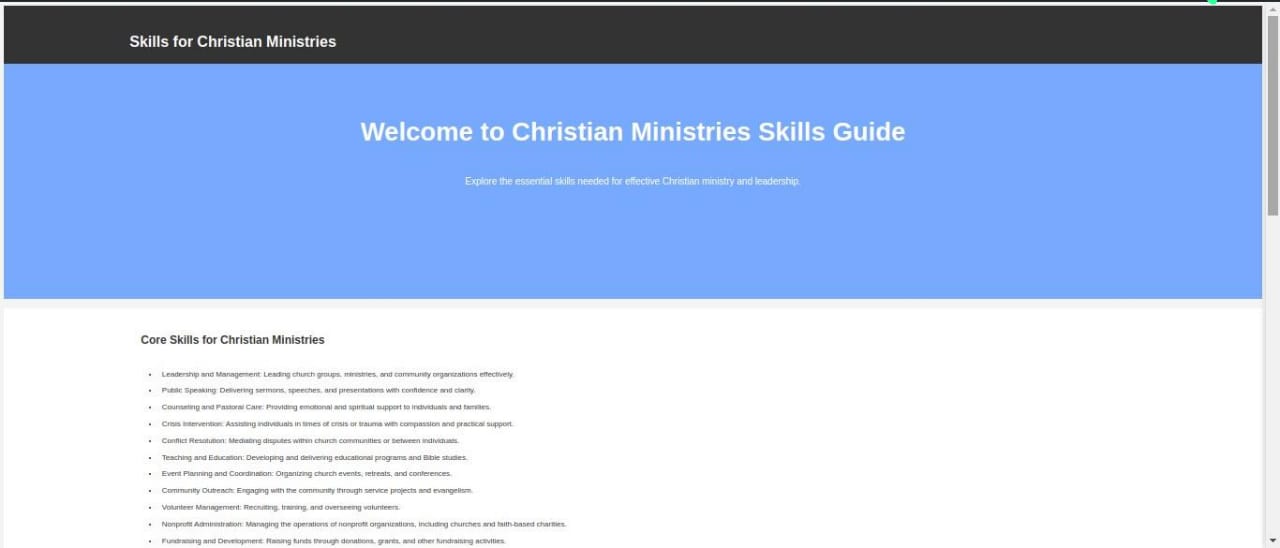 Skills for Christian Ministries
Welcome to Christian Ministries Skills Guide
Explore the essential skills needed for effective Christian ministry and leadership.
Core Skills for Christian Ministries
• Leadership and Management: Leading church groups, ministries, and community organizations effectively.
• Public Speaking: Delivering sermons, speeches, and presentations with confidence and clarity.
• Counseling and Pastoral Care: Providing emotional and spiritual support to individuals and families.
• Crisis Intervention: Assisting individuals in times of crisis or trauma with compassion and practical support.
• Conflict Resolution: Mediating disputes within church communities or between individuals.
• Teaching and Education: Developing and delivering educational programs and Bible studies.
• Event Planning and Coordination: Organizing church events, retreats, and conferences.
• Community Outreach: Engaging with the community through service projects and evangelism.
• Volunteer Management: Recruiting, training, and overseeing volunteers.
• Nonprofit Administration: Managing the operations of nonprofit organizations, including churches and faith-based charities.
• Fundraising and Development: Raising funds through donations, grants, and other fundraising activities.